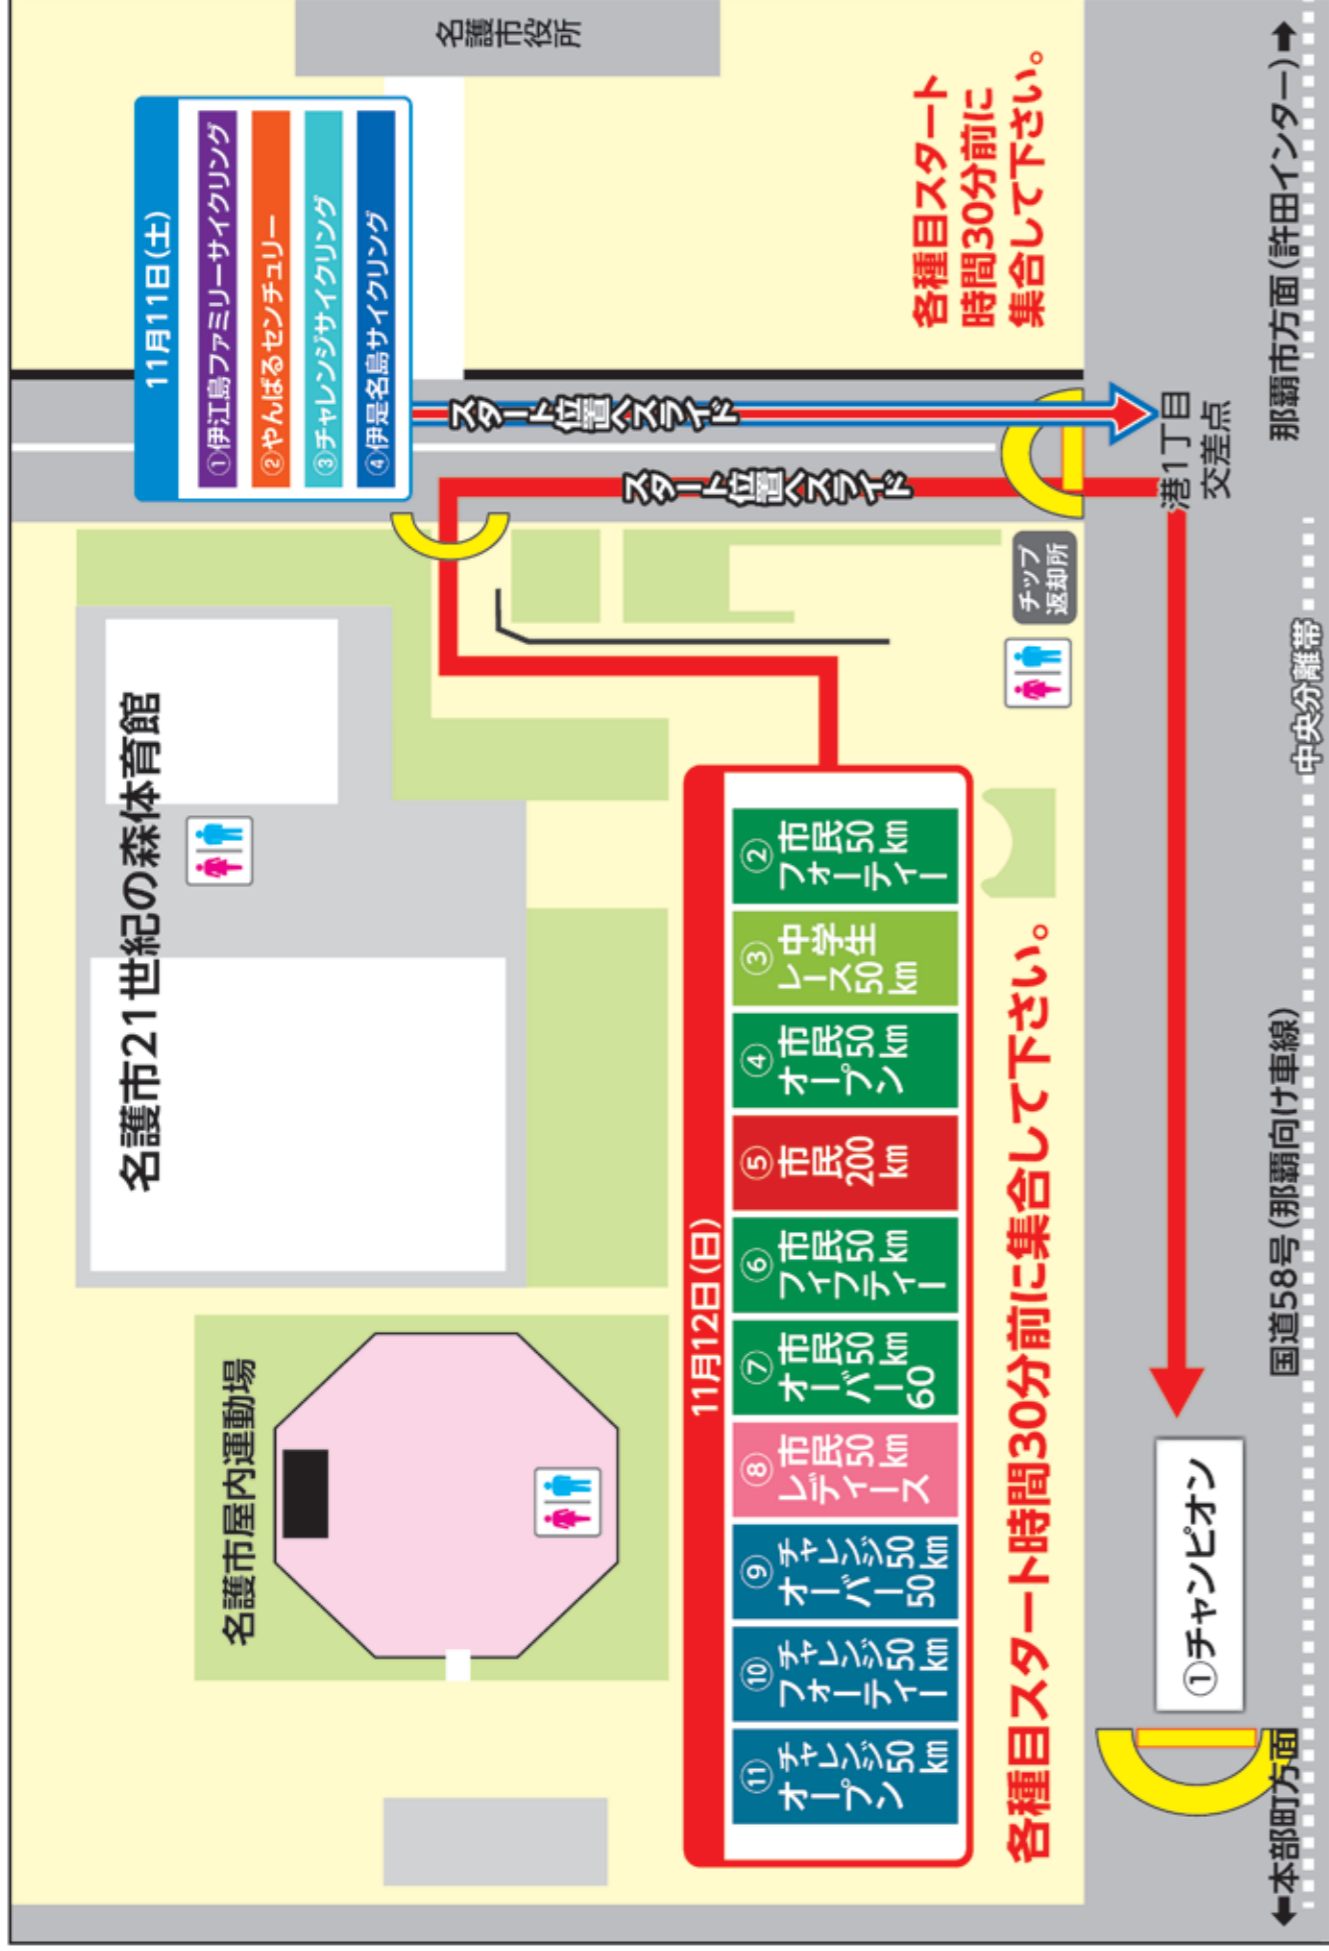 名護市役所
11月11日(土)
①伊江島ファミリーサイクリング
②やんばるセンチュリー
③チャレンジサイクリング
④伊是名島サイクリング
各種目スタート
時間30分前に
集合して下さい。
スタート位置へスライド
スタート位置へスライド
港1丁目
交差点
那覇市方面(許田インター)➡
チップ
返却所
中央分離帯
名護市21世紀の森体育館
名護市屋内運動場
11月12日(日)
⑪
チャレンジ50km
オープン
⑩
チャレンジ50km
フォーティー
⑨
チャレンジ50km
オーバー50
⑧
市民50km
レディース
⑦
市民50km
オーバー60
⑥
市民50km
フィフティー
⑤
市民200km
④
市民50km
オープン
③
中学生
レース50km
②
市民50km
フォーティー
各種目スタート時間30分前に集合して下さい。
①チャンピオン
国道58号(那覇向け車線)
⬅本部町方面